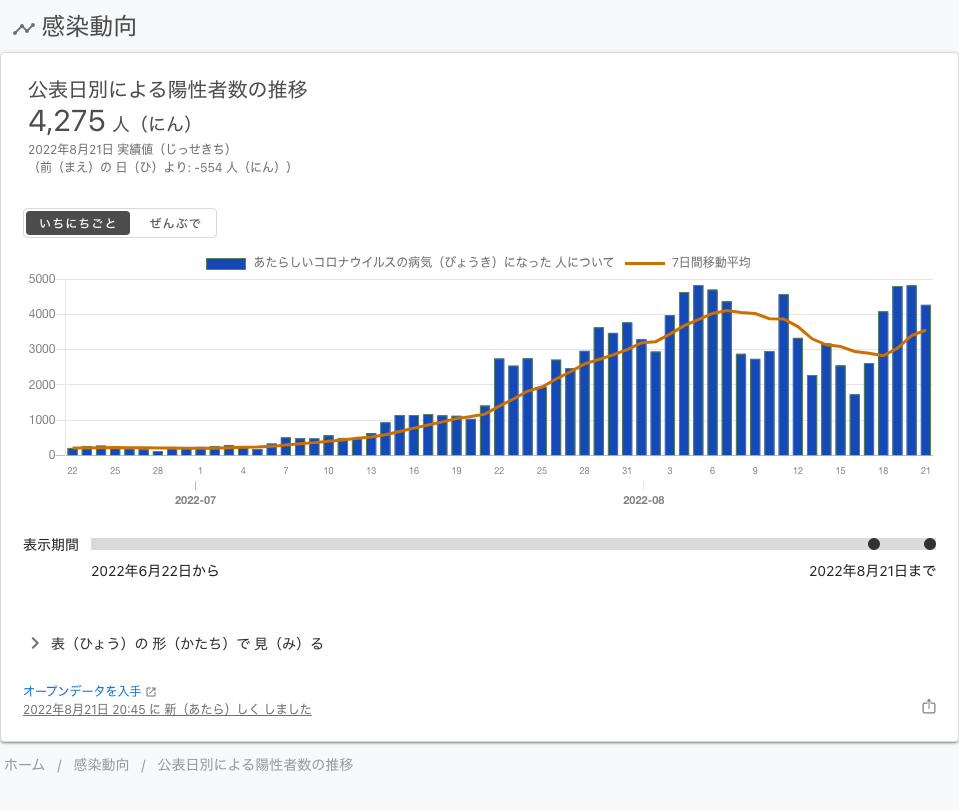 感染動向
公表日別による陽性者数の推移
4,275 人（にん）
2022年8月21日 実績値（じっせきち）
（前（まえ）の 日（ひ）より: -554 人（にん））
いちにちごと ぜんぶで
あたらしいコロナウイルスの病気（びょうき）になった 人について 7日間移動平均
5000
4000
3000
2000
1000
0
22 25 28 1 4 7 10 13 16 19 22 25 28 31 3 6 9 12 15 18 21
2022-07 2022-08
表示期間
2022年6月22日から 2022年8月21日まで
表（ひょう）の 形（かたち）で 見（み）る
オープンデータを入手
2022年8月21日 20:45 に 新（あたら）しく しました
ホーム / 感染動向 / 公表日別による陽性者数の推移